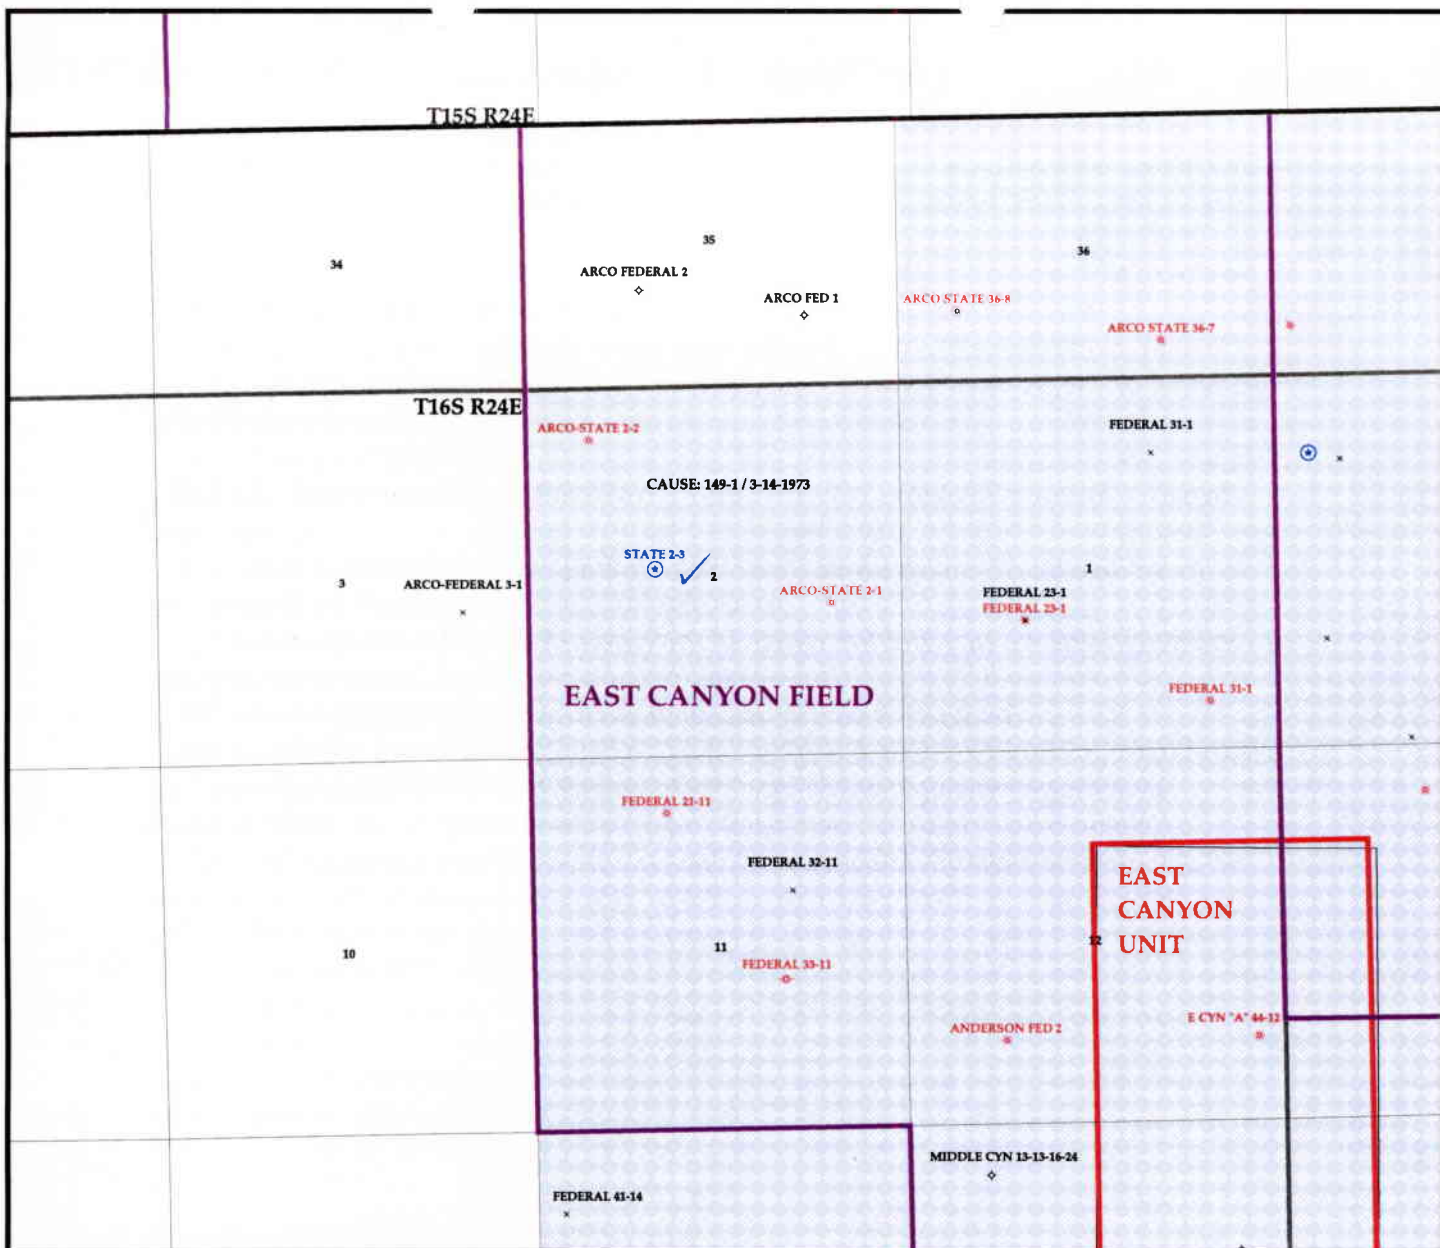 T15S R24E
35
36
34
ARCO FEDERAL 2
ARCO FED 1
ARCO STATE 36-8
ARCO STATE 36-7
T16S R24E
ARCO-STATE 2-2
FEDERAL 31-1
CAUSE: 149-1 / 3-14-1973
STATE 2-3
2
1
3
ARCO-FEDERAL 3-1
ARCO-STATE 2-1
FEDERAL 23-1
FEDERAL 23-1
EAST CANYON FIELD
FEDERAL 31-1
FEDERAL 21-11
FEDERAL 32-11
EAST
CANYON
UNIT
12
11
10
FEDERAL 33-11
E CYN "A" 44-12
ANDERSON FED 2
MIDDLE CYN 13-13-16-24
FEDERAL 41-14